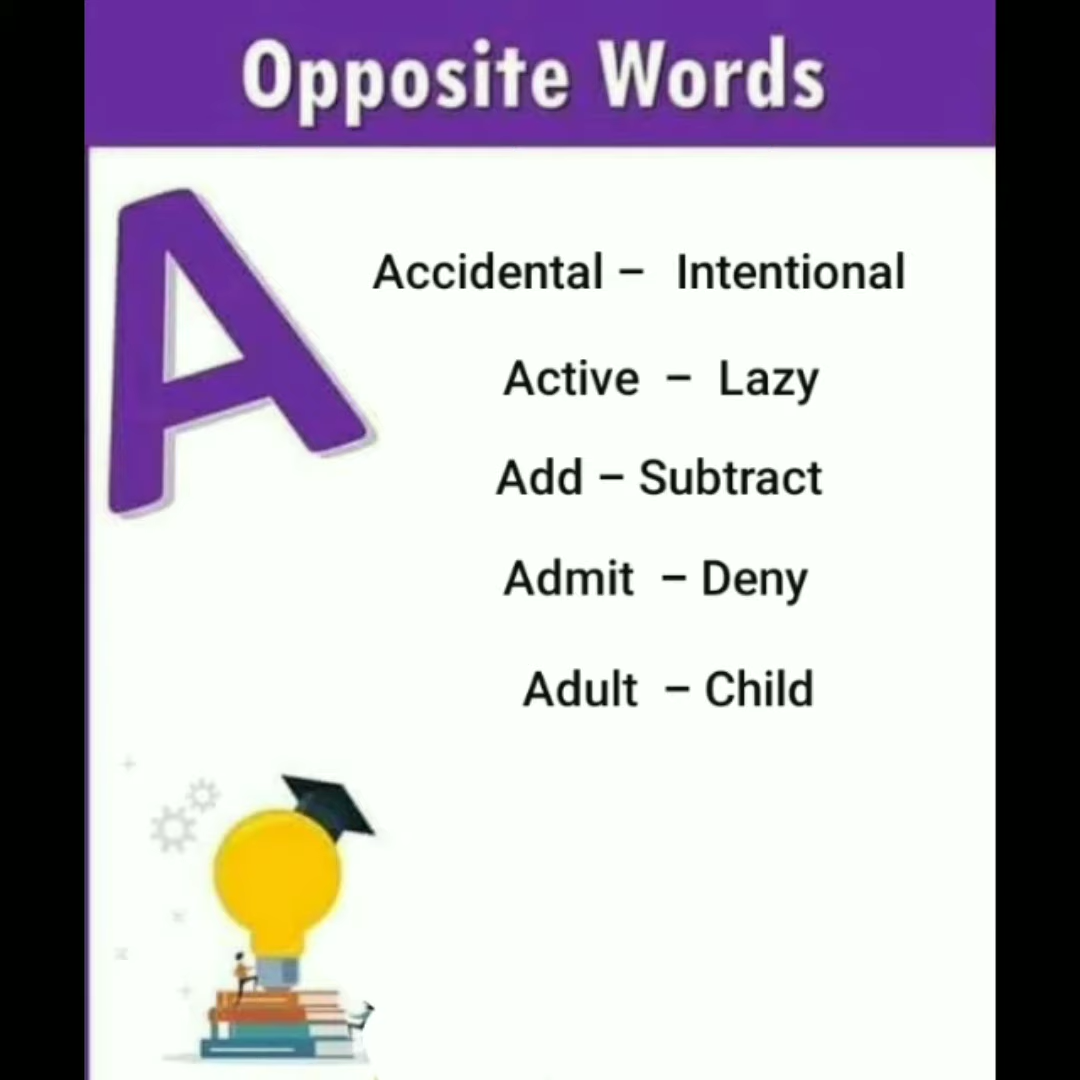 Opposite Words
A
Accidental – Intentional
Active – Lazy
Add – Subtract
Admit – Deny
Adult – Child